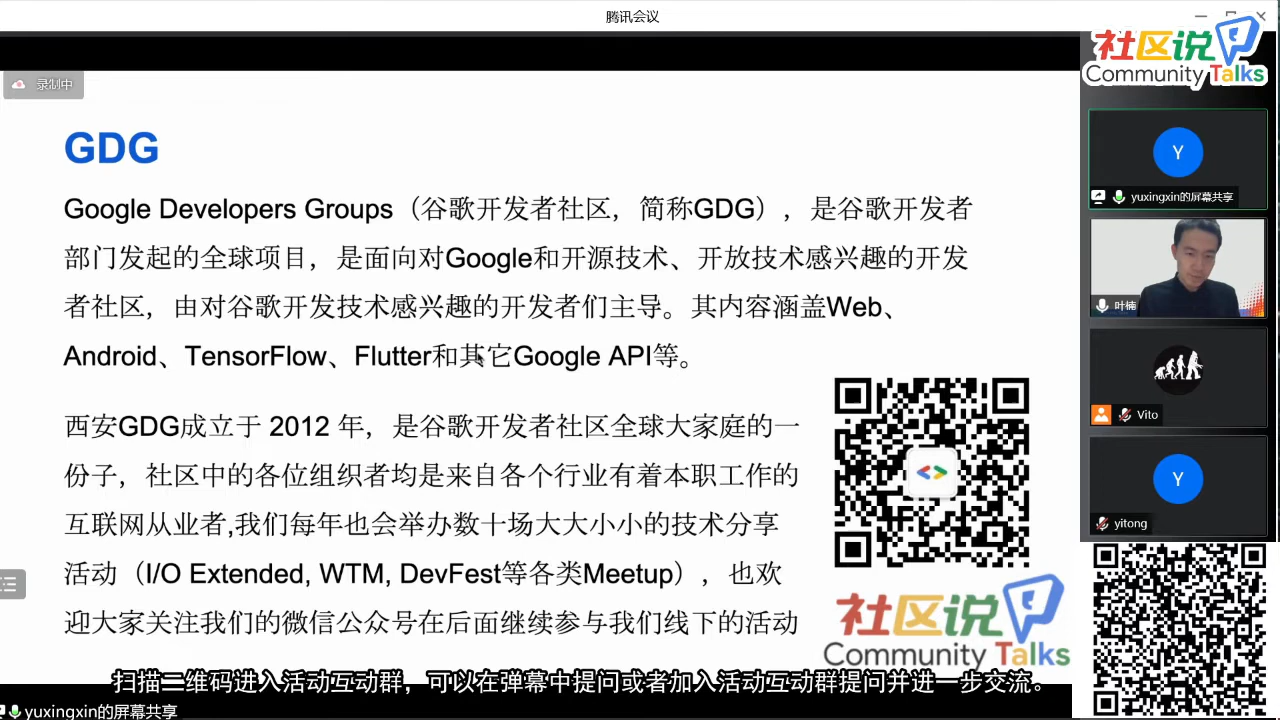 腾讯会议
录制中
社区说
Community Talks
GDG
Google Developers Groups（谷歌开发者社区，简称GDG），是谷歌开发者
部门发起的全球项目，是面向对Google和开源技术、开放技术感兴趣的开发
者社区，由对谷歌开发技术感兴趣的开发者们主导。其内容涵盖Web、
Android、TensorFlow、Flutter和其它Google API等。
西安GDG成立于 2012 年，是谷歌开发者社区全球大家庭的一
份子，社区中的各位组织者均是来自各个行业有着本职工作的
互联网从业者,我们每年也会举办数十场大大小小的技术分享
活动（I/O Extended, WTM, DevFest等各类Meetup），也欢
迎大家关注我们的微信公众号在后面继续参与我们线下的活动
社区说
Community Talks
Y
yuxingxin的屏幕共享
叶楠
Vito
Y
yitong
扫描二维码进入活动互动群，可以在弹幕中提问或者加入活动互动群提问并进一步交流。
yuxingxin的屏幕共享